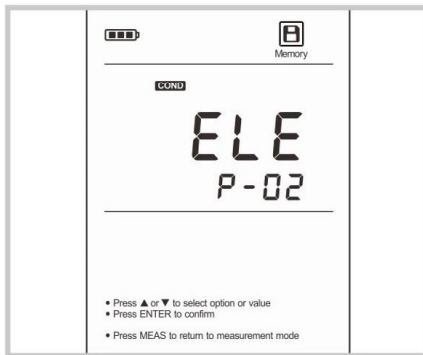 Memory
COND
ELE
P-02
• Press ▲ or ▼ to select option or value
• Press ENTER to confirm
• Press MEAS to return to measurement mode